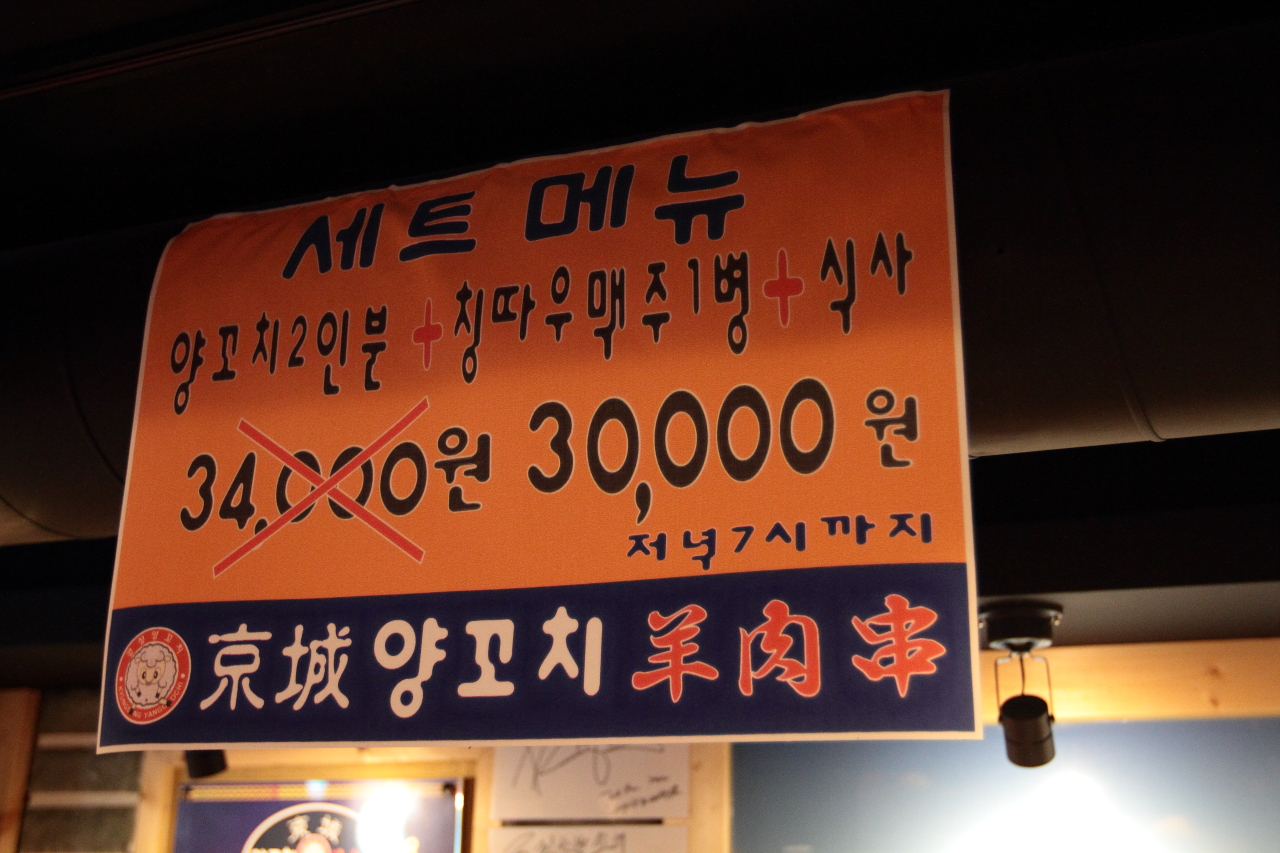 세트 메뉴
양꼬치2인분 + 칭따우맥주1병 + 식사
34,000원 30,000 원
저녁7시까지
京城 양꼬치 羊肉串
京城